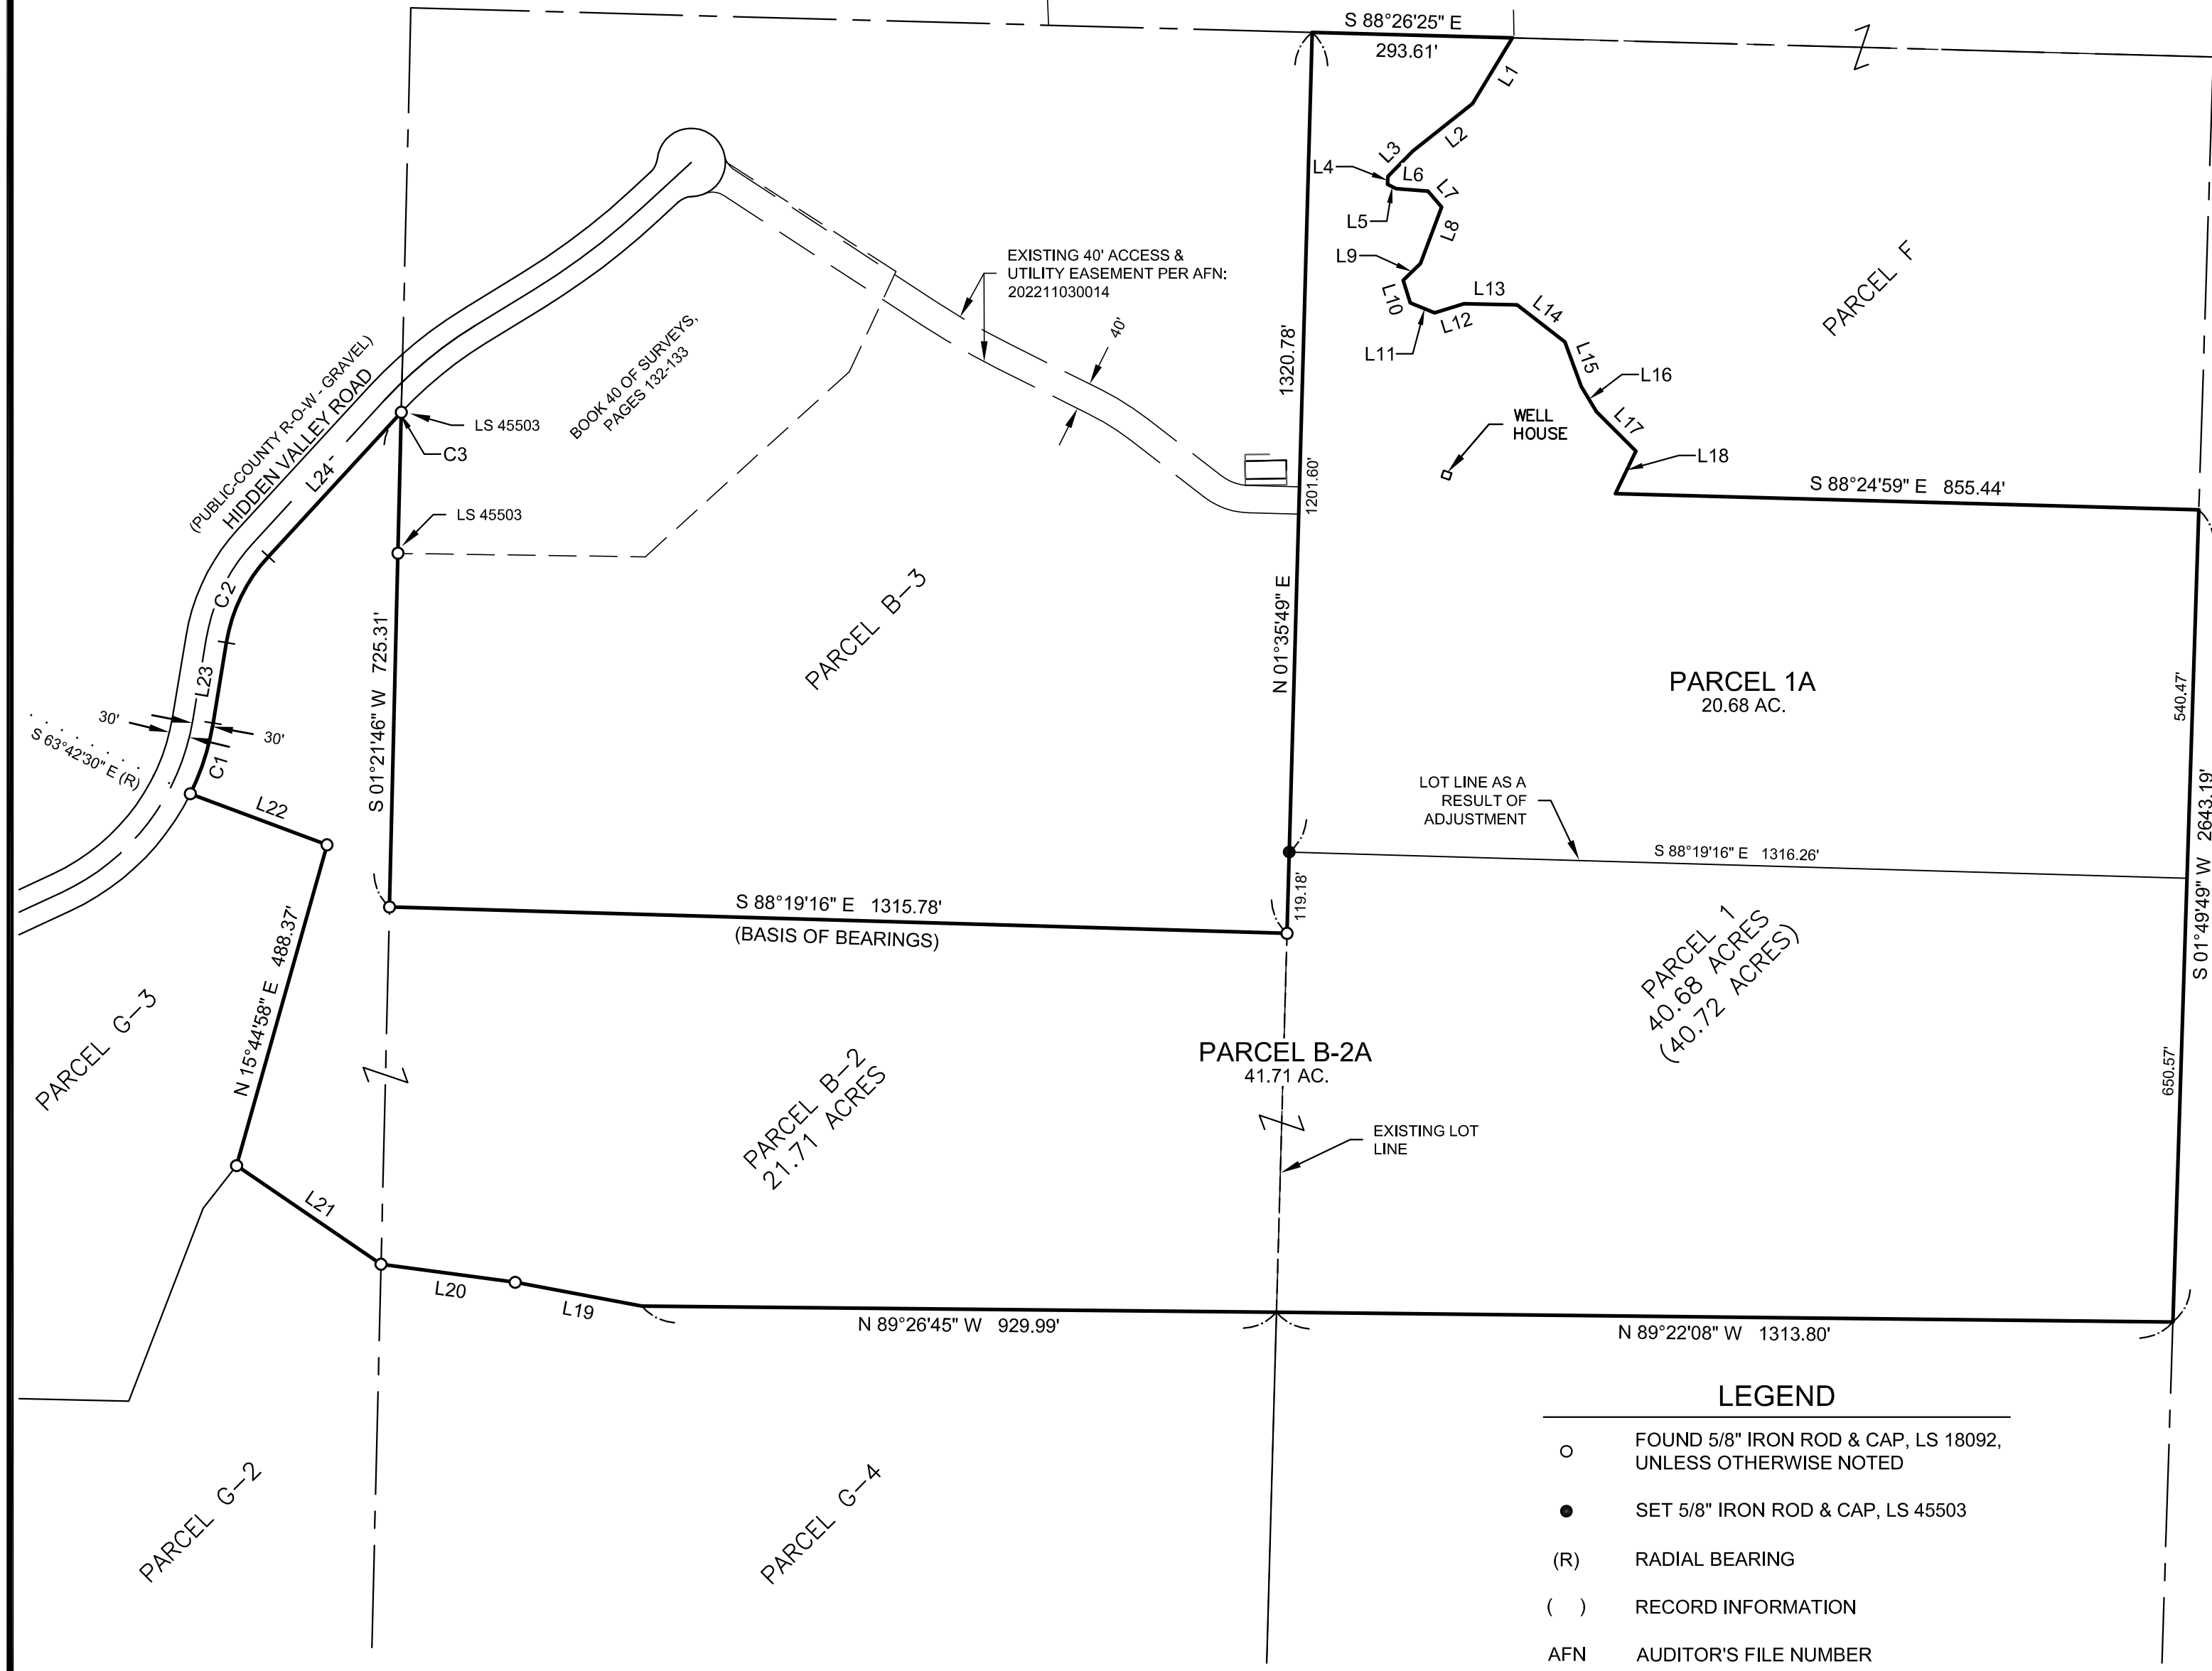 S 88°26'25" E
293.61'
L1
L2
L3
L4
L6
L7
L5
L8
L9
L10
L13
L14
L12
L11
L15
L16
L17
L18
PARCEL F
EXISTING 40' ACCESS &
UTILITY EASEMENT PER AFN:
202211030014
40'
1320.78'
1201.60'
N 01°35'49" E
WELL
HOUSE
S 88°24'59" E 855.44'
(PUBLIC-COUNTY R-O-W - GRAVEL)
HIDDEN VALLEY ROAD
BOOK 40 OF SURVEYS,
PAGES 132-133
LS 45503
C3
L24
LS 45503
C2
L23
PARCEL B-3
S 01°21'46" W 725.31'
PARCEL 1A
20.68 AC.
540.47'
S 01°49'49" W 2643.19'
30'
30'
S 63°42'30" E (R)
C1
L22
LOT LINE AS A
RESULT OF
ADJUSTMENT
S 88°19'16" E 1316.26'
119.18'
S 88°19'16" E 1315.78'
(BASIS OF BEARINGS)
N 15°44'58" E 488.37'
PARCEL G-3
PARCEL 1
40.68 ACRES
(40.72 ACRES)
PARCEL B-2A
41.71 AC.
650.57'
PARCEL B-2
21.71 ACRES
EXISTING LOT
LINE
L21
L20
L19
N 89°26'45" W 929.99'
N 89°22'08" W 1313.80'
PARCEL G-2
PARCEL G-4
LEGEND
FOUND 5/8" IRON ROD & CAP, LS 18092,
UNLESS OTHERWISE NOTED
SET 5/8" IRON ROD & CAP, LS 45503
(R) RADIAL BEARING
( ) RECORD INFORMATION
AFN AUDITOR'S FILE NUMBER